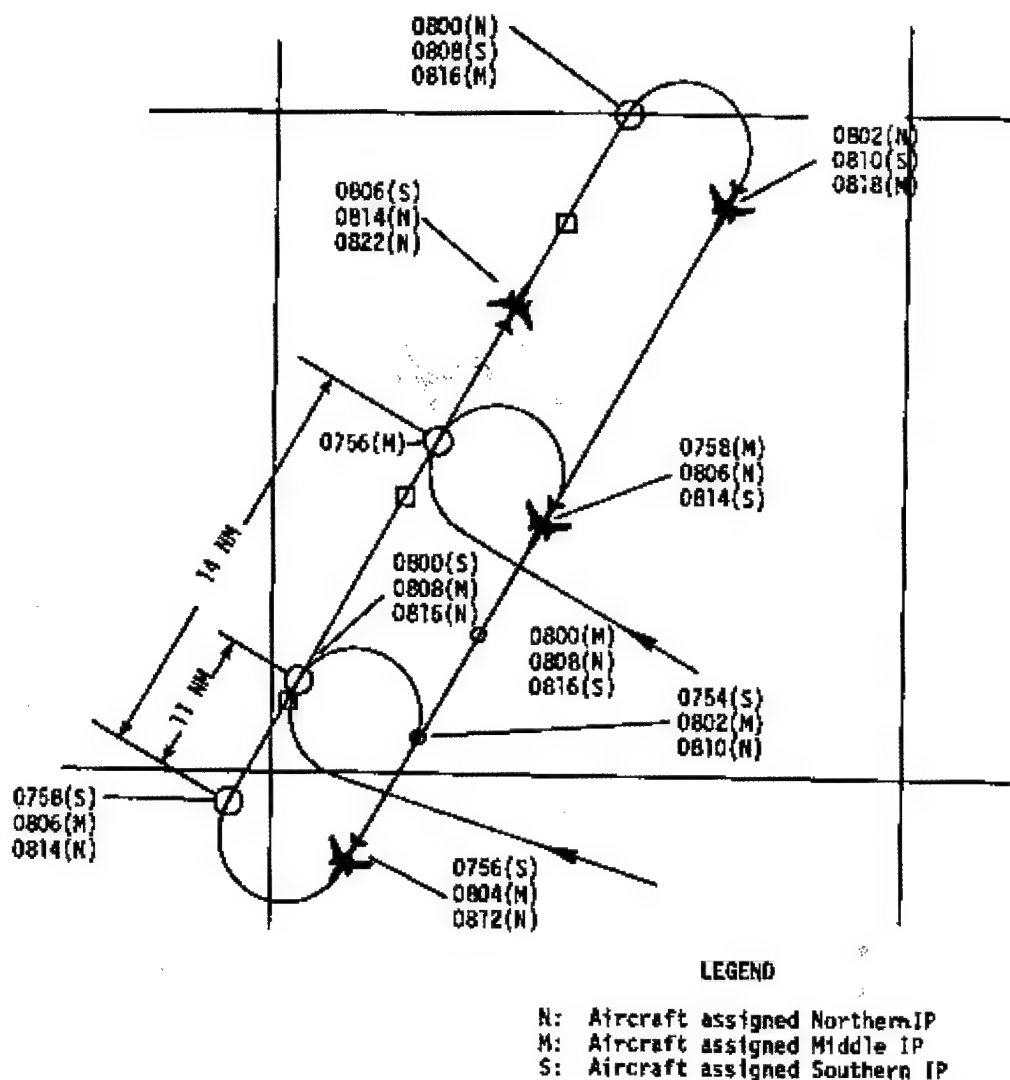 0800(N)
0808(S)
0816(M)
0802(N)
0810(S)
0818(M)
0806(S)
0814(N)
0822(N)
0756(M)
0758(M)
0806(N)
0814(S)
14 NM
0800(S)
0808(M)
0816(N)
11 NM
0800(M)
0808(N)
0816(S)
0754(S)
0802(M)
0810(N)
0758(S)
0806(M)
0814(N)
0756(S)
0804(M)
0812(N)
LEGEND
N: Aircraft assigned Northern IP
M: Aircraft assigned Middle IP
S: Aircraft assigned Southern IP